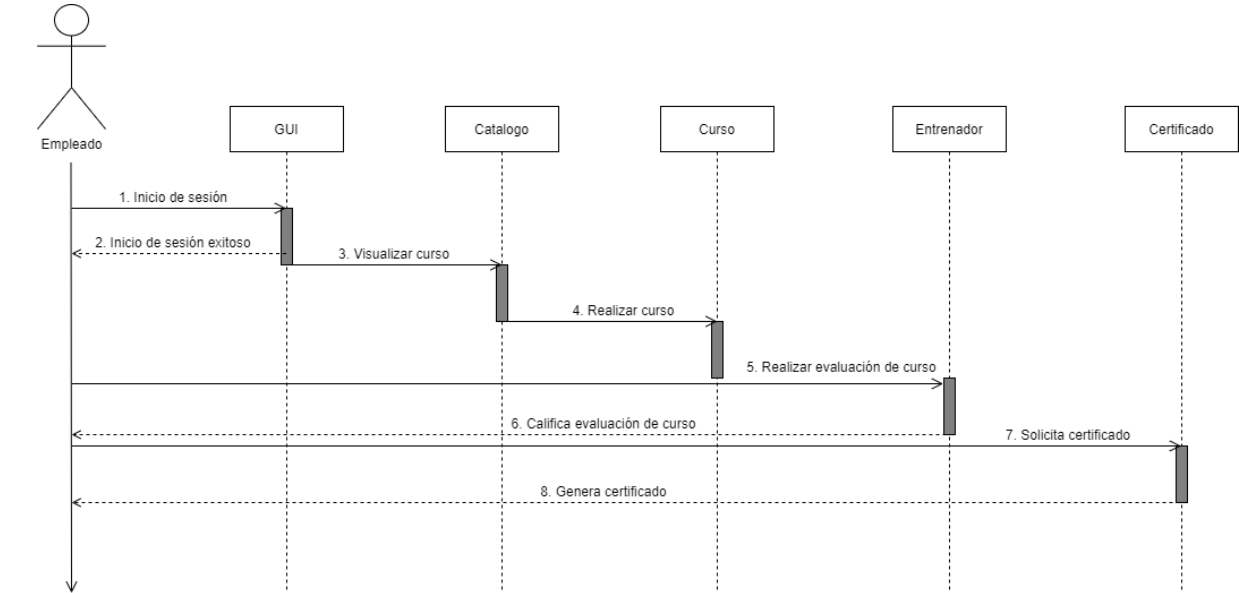 Empleado
GUI
Catalogo
Curso
Entrenador
Certificado
1. Inicio de sesión
2. Inicio de sesión exitoso
3. Visualizar curso
4. Realizar curso
5. Realizar evaluación de curso
6. Califica evaluación de curso
7. Solicita certificado
8. Genera certificado